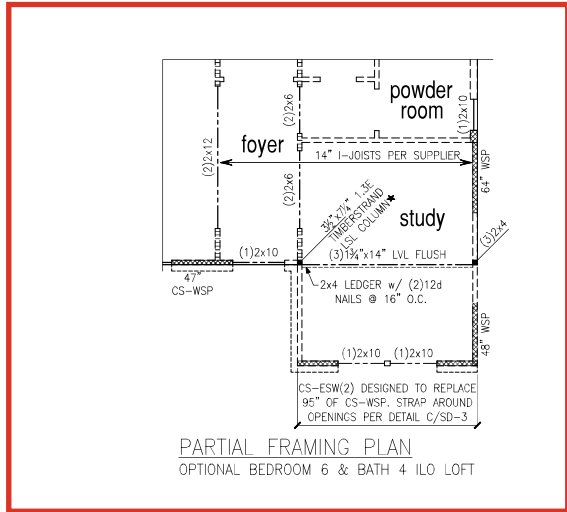 powder
room
(2)2x6
(1)2x10
foyer
(2)2x12
14" I-JOISTS PER SUPPLIER
64" WSP
(2)2x6
3½"x7¼" 1.3E
TIMBERSTRAND
LSL COLUMN*
study
(3)2x4
(1)2x10
(3)1¾"x14" LVL FLUSH
47"
CS-WSP
2x4 LEDGER w/ (2)12d
NAILS @ 16" O.C.
48" WSP
(1)2x10
(1)2x10
CS-ESW(2) DESIGNED TO REPLACE
95" OF CS-WSP. STRAP AROUND
OPENINGS PER DETAIL C/SD-3
PARTIAL FRAMING PLAN
OPTIONAL BEDROOM 6 & BATH 4 ILO LOFT